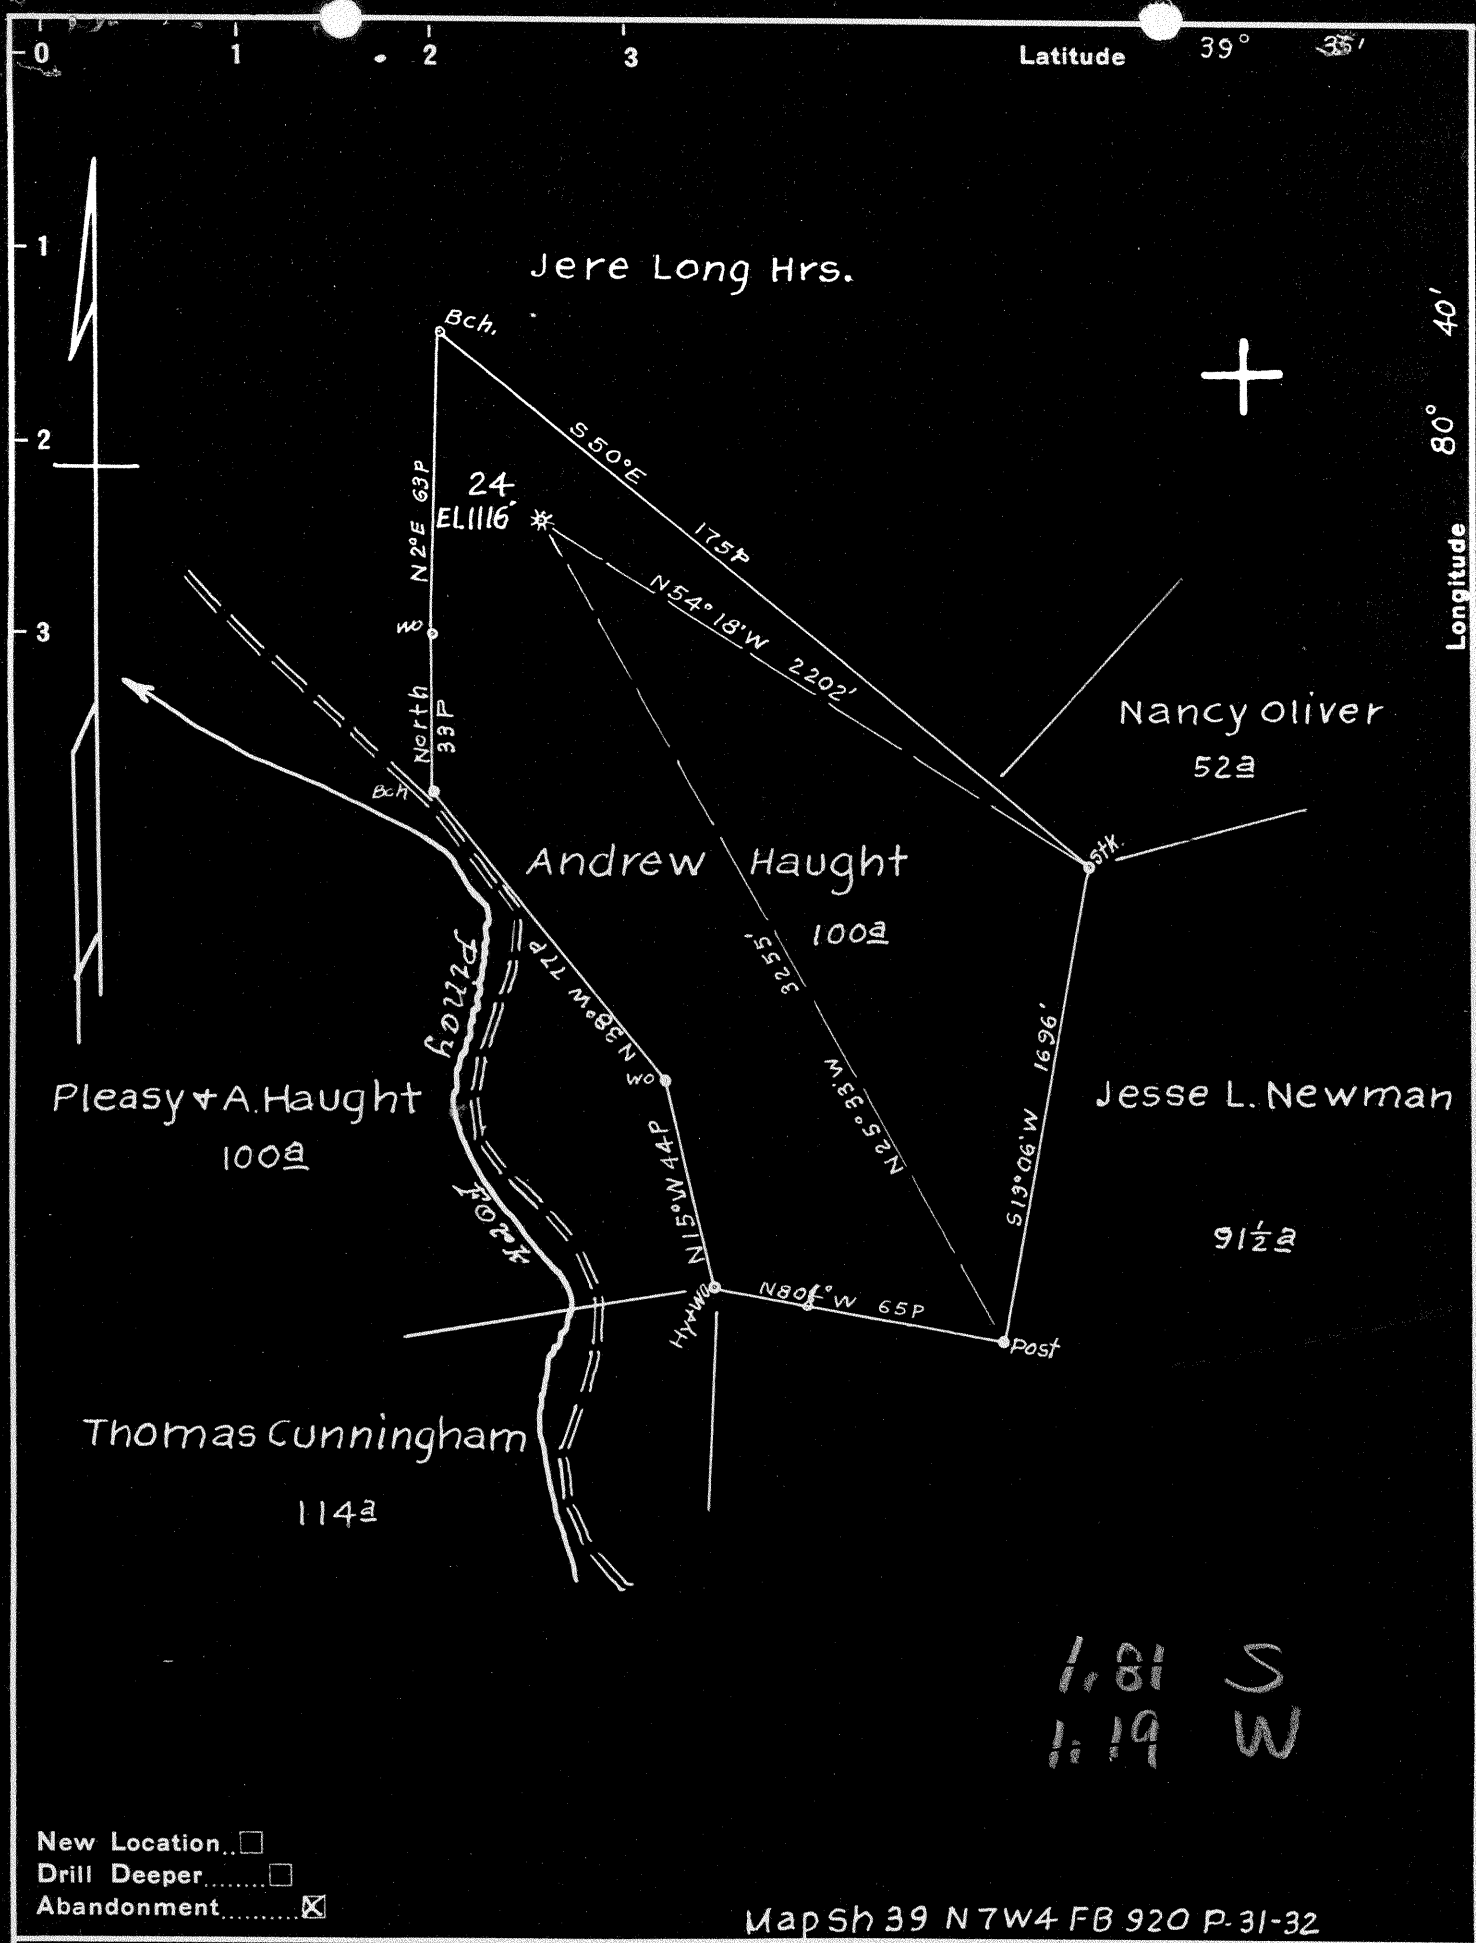 0 1 2 3 Latitude 39° 35'
1
2
3
Longitude 80° 40'
Jere Long Hrs.
Bch.
S 50° E 175P
N 2° E 63P
24
EL 1116'
N 54° 18' W 2202'
Wo
North
33P
Bch
Nancy Oliver
52a
Stk.
Andrew Haught
100a
3255'
N 25° 33' W
N 38° W 77P
S 13° 06' W 1696'
Wo
Pleasy + A. Haught
100a
Jesse L. Newman
91½a
N 15° W 44P
Hy+Wo
65P
Post
Thomas Cunningham
114a
1.81 S
1.19 W
New Location..☐
Drill Deeper........☐
Abandonment..........☒
Map Sh 39 N 7 W 4 FB 920 P-31-32